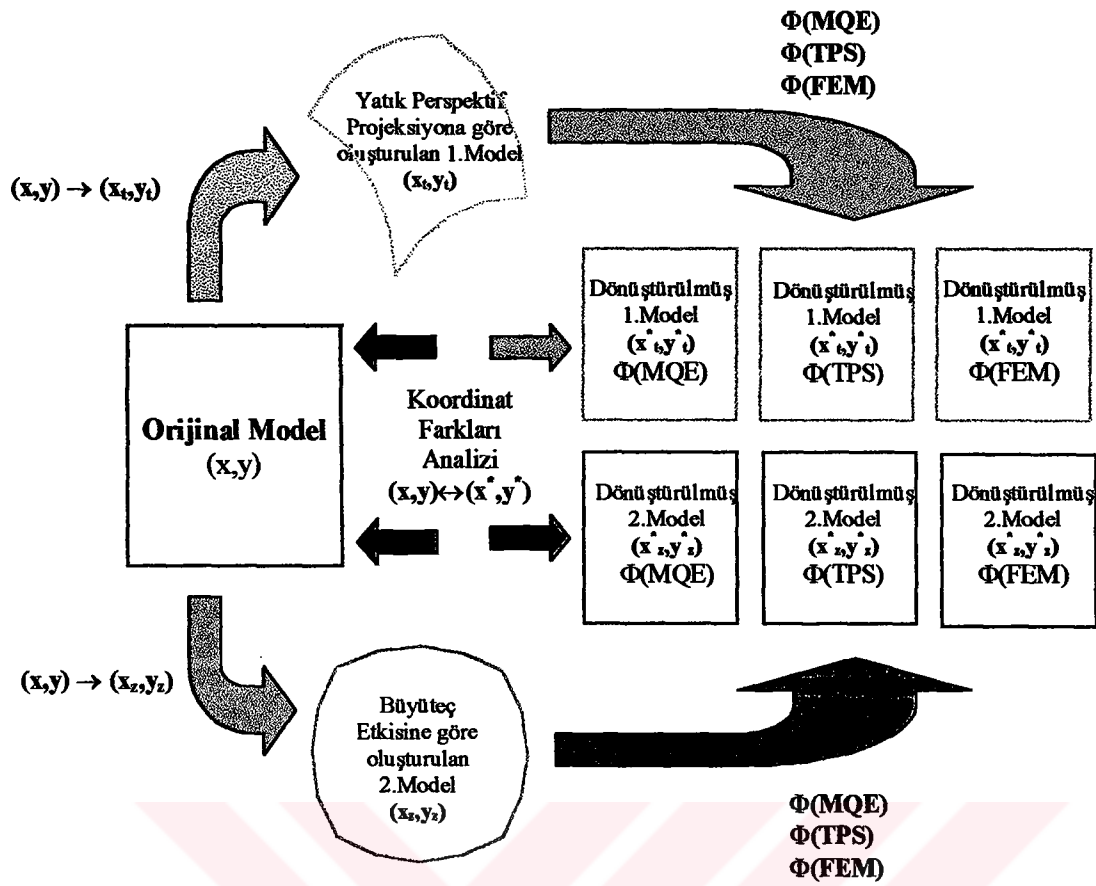 Φ(MQE)
Φ(TPS)
Φ(FEM)
Yatık Perspektif
Projeksiyona göre
oluşturulan 1.Model
(xₜ,yₜ)
(x,y) → (xₜ,yₜ)
Dönüştürülmüş
1.Model
(x*ₜ,y*ₜ)
Φ(MQE)
Dönüştürülmüş
1.Model
(x*ₜ,y*ₜ)
Φ(TPS)
Dönüştürülmüş
1.Model
(x*ₜ,y*ₜ)
Φ(FEM)
Orijinal Model
(x,y)
Koordinat
Farkları
Analizi
(x,y)↔(x*,y*)
Dönüştürülmüş
2.Model
(x*z,y*z)
Φ(MQE)
Dönüştürülmüş
2.Model
(x*z,y*z)
Φ(TPS)
Dönüştürülmüş
2.Model
(x*z,y*z)
Φ(FEM)
(x,y) → (xz,yz)
Büyüteç
Etkisine göre
oluşturulan
2.Model
(xz,yz)
Φ(MQE)
Φ(TPS)
Φ(FEM)